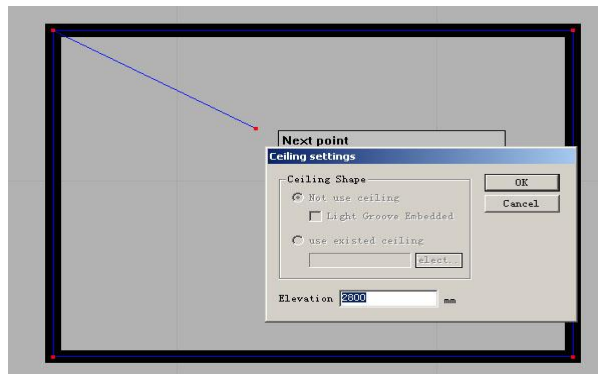 Next point
Ceiling settings
Ceiling Shape
Not use ceiling
OK
Light Groove Embedded
Cancel
use existed ceiling
elect..
Elevation 2800 mm